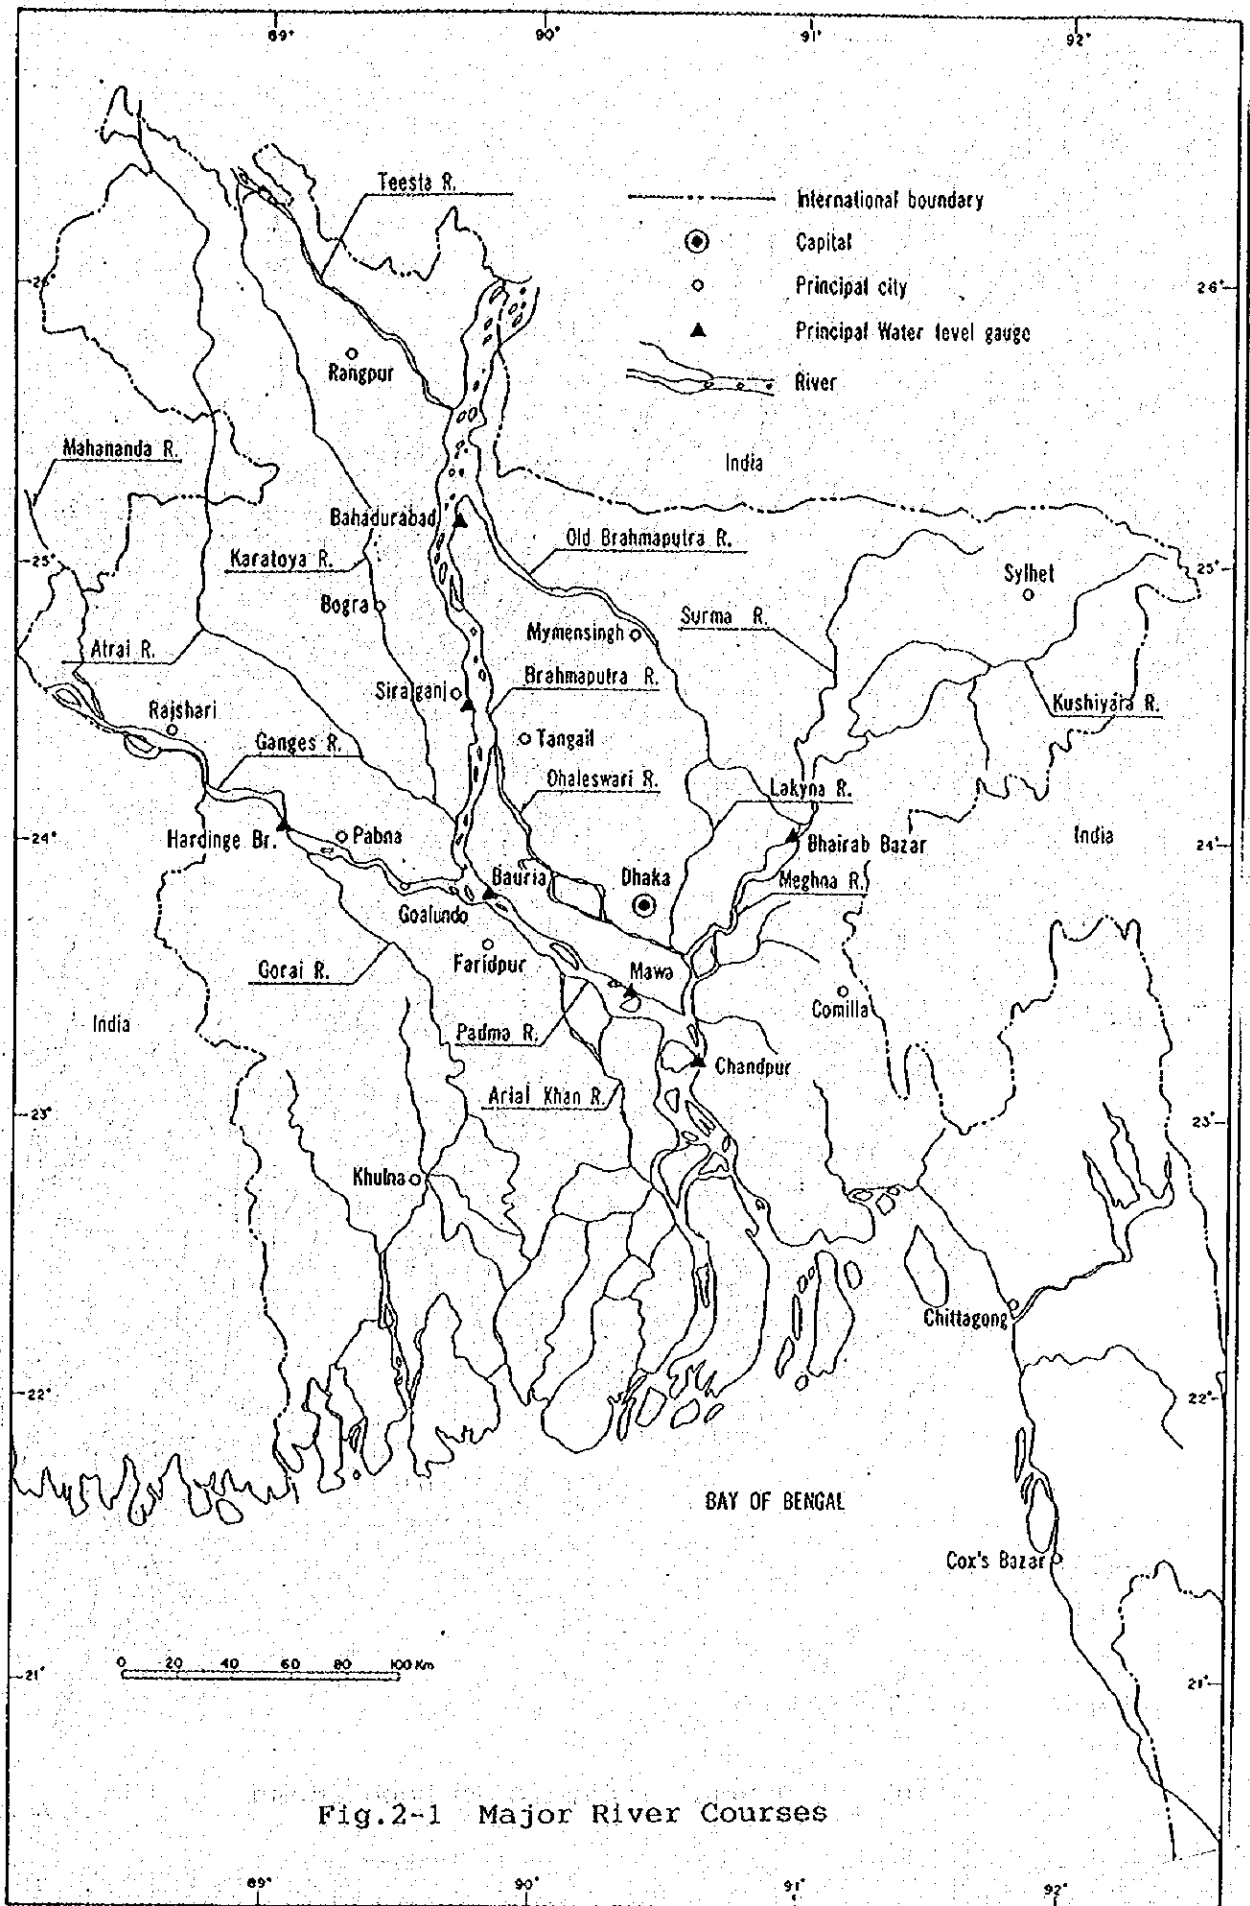 89°
90°
91°
92°
Teesta R.
International boundary
Capital
Principal city
Principal Water level gauge
River
26°
26°
Rangpur
Mahananda R.
India
Bahadurabad
Old Brahmaputra R.
Karatoya R.
25°
25°
Sylhet
Bogra
Mymensingh
Surma R.
Atrai R.
Brahmaputra R.
Sirajganj
Kushiyara R.
Rajshari
Ganges R.
Tangail
Dhaleswari R.
Lakyna R.
Hardinge Br.
Pabna
24°
24°
India
Bhairab Bazar
Bauria
Dhaka
Meghna R.
Goalundo
Faridpur
Gorai R.
Mawa
Comilla
India
Padma R.
Chandpur
Arial Khan R.
23°
23°
Khulna
Chittagong
22°
22°
BAY OF BENGAL
Cox's Bazar
0 20 40 60 80 100 Km
21°
21°
Fig.2-1 Major River Courses
89°
90°
91°
92°